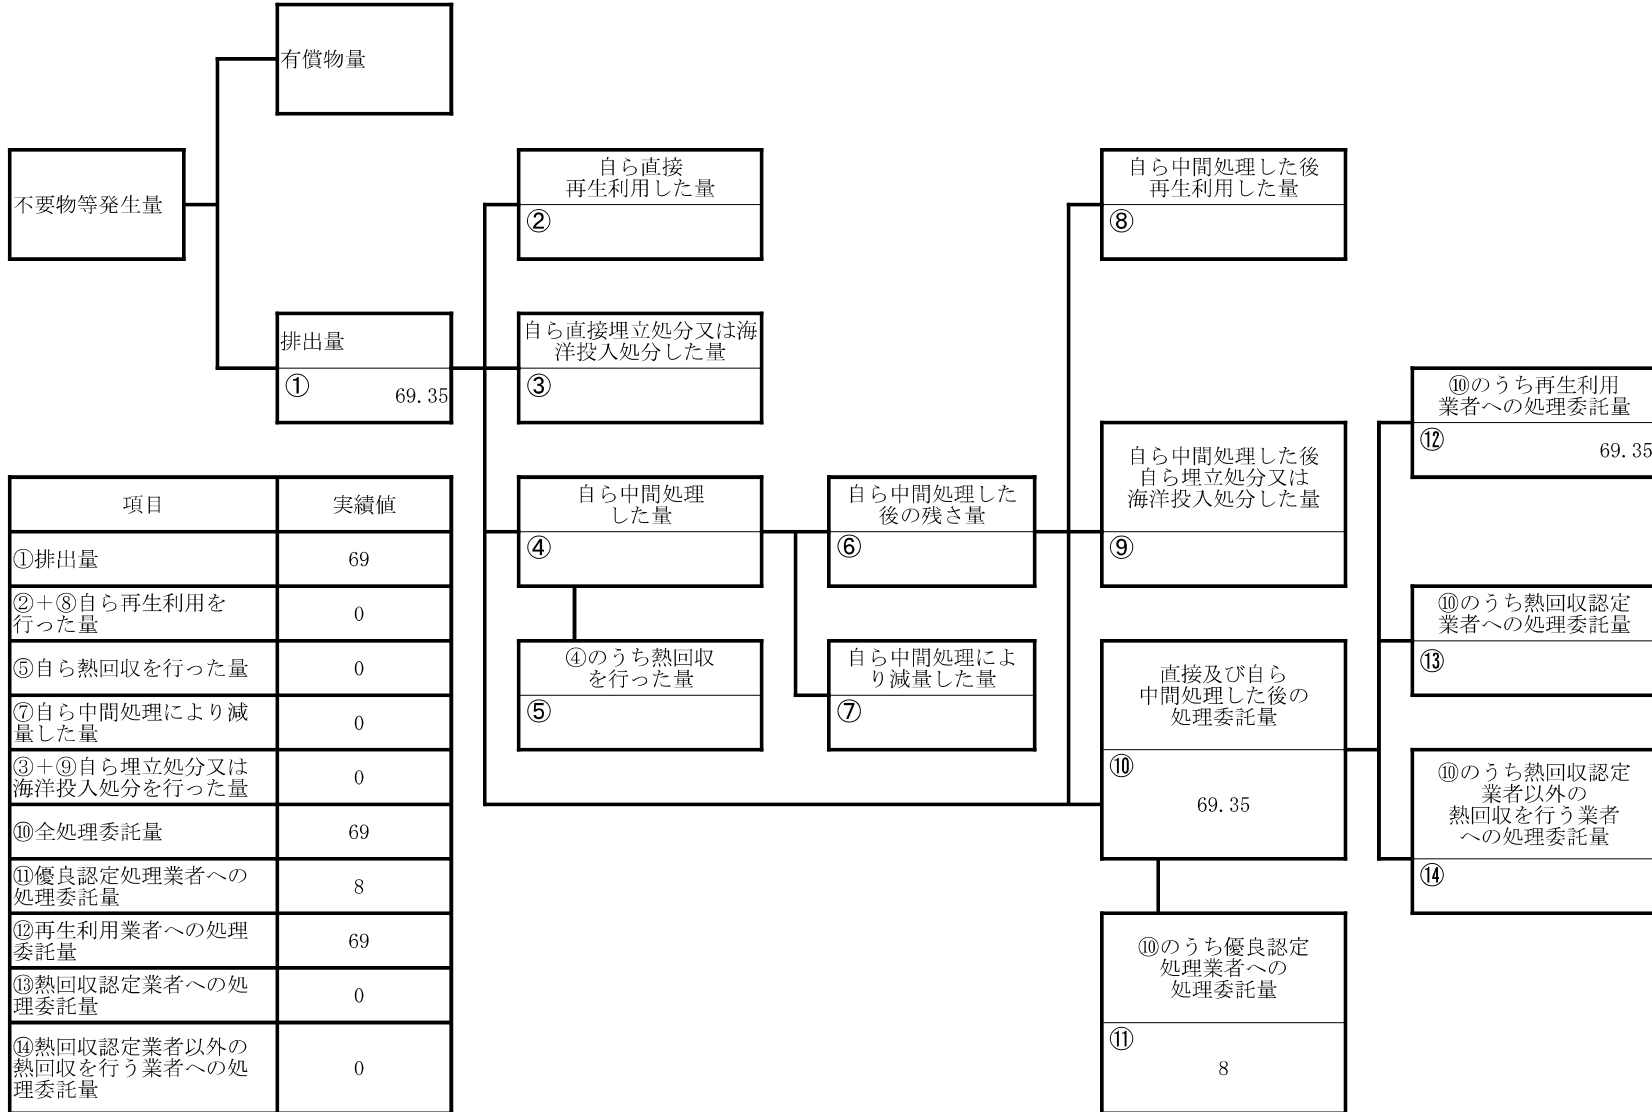 有償物量
不要物等発生量
自ら直接
再生利用した量
②
自ら中間処理した後
再生利用した量
⑧
排出量
①
69.35
自ら直接埋立処分又は海
洋投入処分した量
③
⑩のうち再生利用
業者への処理委託量
⑫
69.35
自ら中間処理
した量
④
自ら中間処理した
後の残さ量
⑥
自ら中間処理した後
自ら埋立処分又は
海洋投入処分した量
⑨
④のうち熱回収
を行った量
⑤
自ら中間処理によ
り減量した量
⑦
直接及び自ら
中間処理した後の
処理委託量
⑩
69.35
⑩のうち熱回収認定
業者への処理委託量
⑬
⑩のうち熱回収認定
業者以外の
熱回収を行う業者
への処理委託量
⑭
⑩のうち優良認定
処理業者への
処理委託量
⑪
8
項目 実績値
①排出量 69
②＋⑧自ら再生利用を
行った量 0
⑤自ら熱回収を行った量 0
⑦自ら中間処理により減
量した量 0
③＋⑨自ら埋立処分又は
海洋投入処分を行った量 0
⑩全処理委託量 69
⑪優良認定処理業者への
処理委託量 8
⑫再生利用業者への処理
委託量 69
⑬熱回収認定業者への処
理委託量 0
⑭熱回収認定業者以外の
熱回収を行う業者への処
理委託量 0